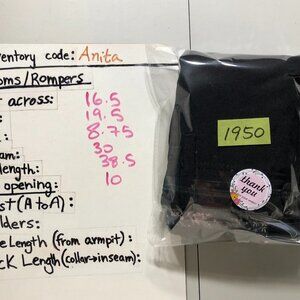 ventory code: Anita
oms/Rompers
t across: 16.5
: 19.5
: 8.75
am: 30
length: 38.5
opening: 10
st (A to A):
lders:
e Length (from armpit):
ck Length (collar→inseam):
1950
thank
you